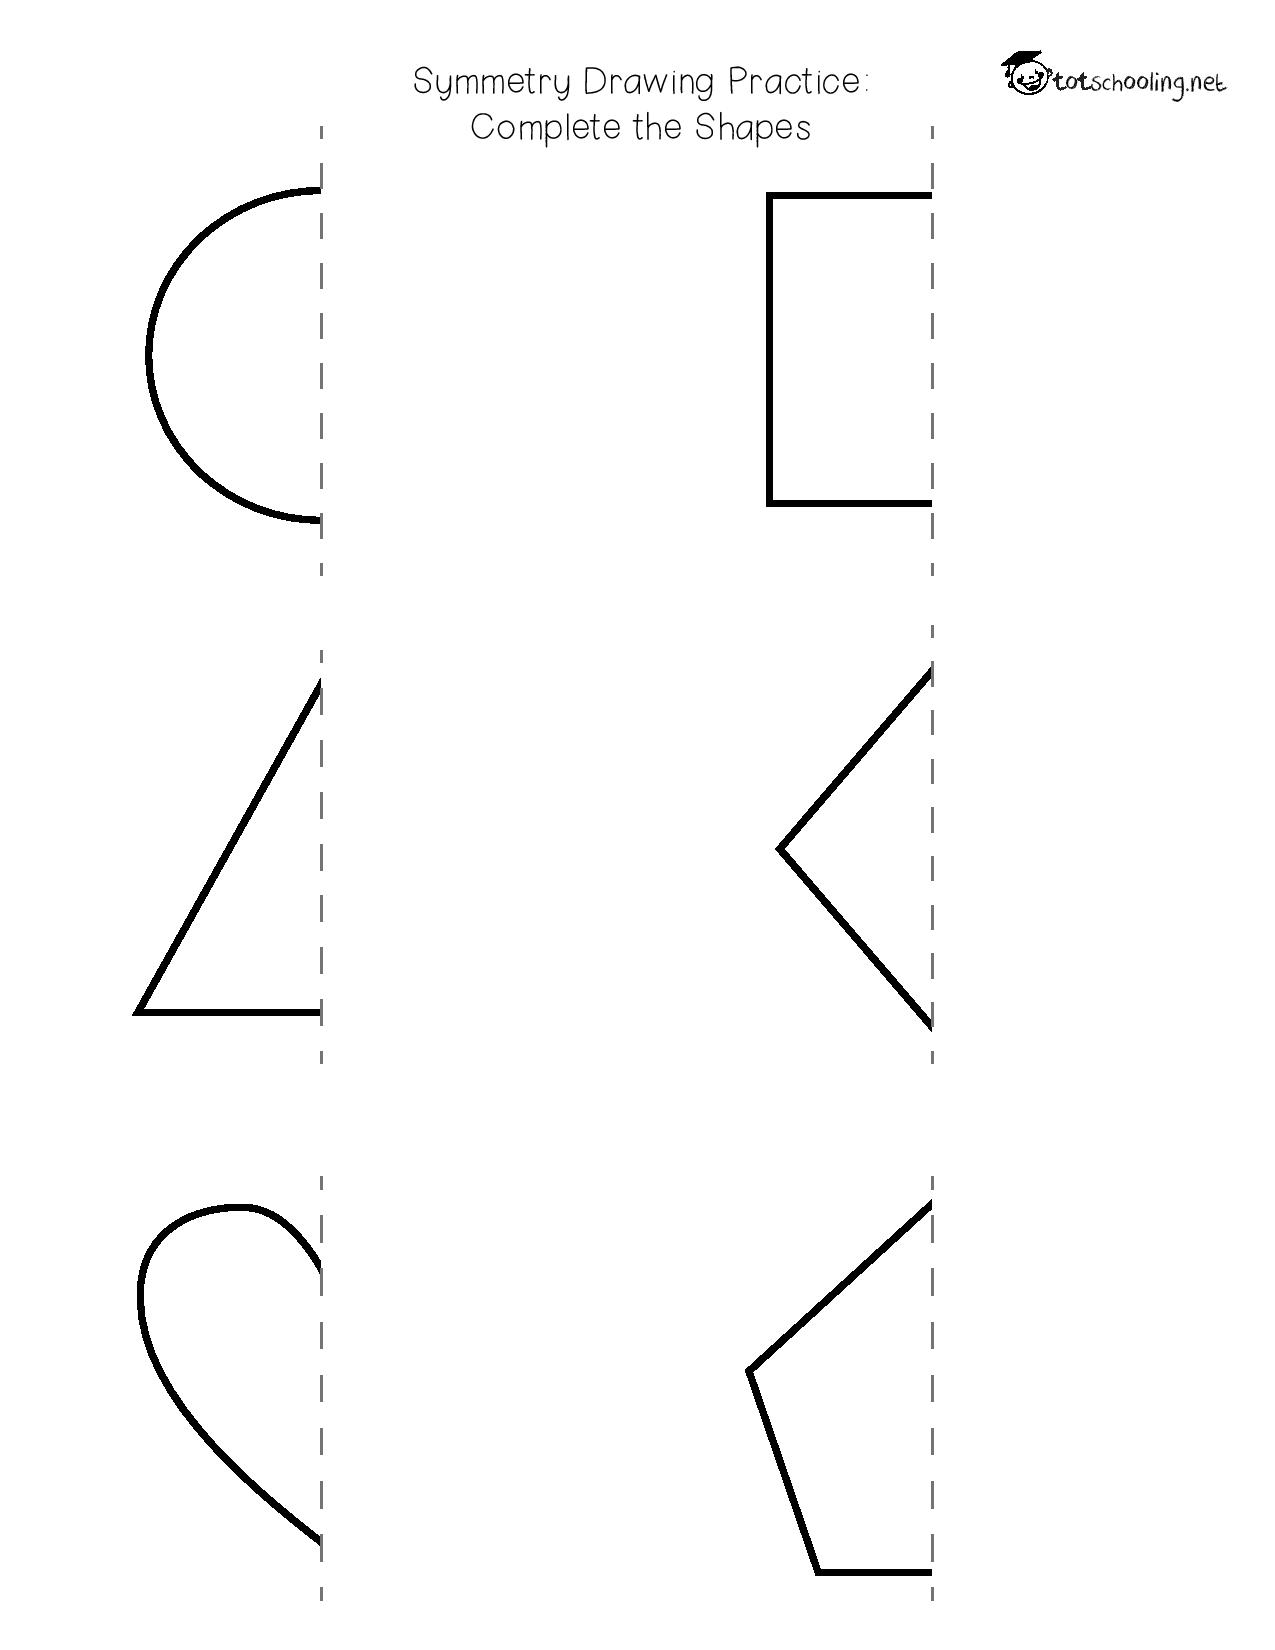 Symmetry Drawing Practice:
Complete the Shapes
totschooling.net